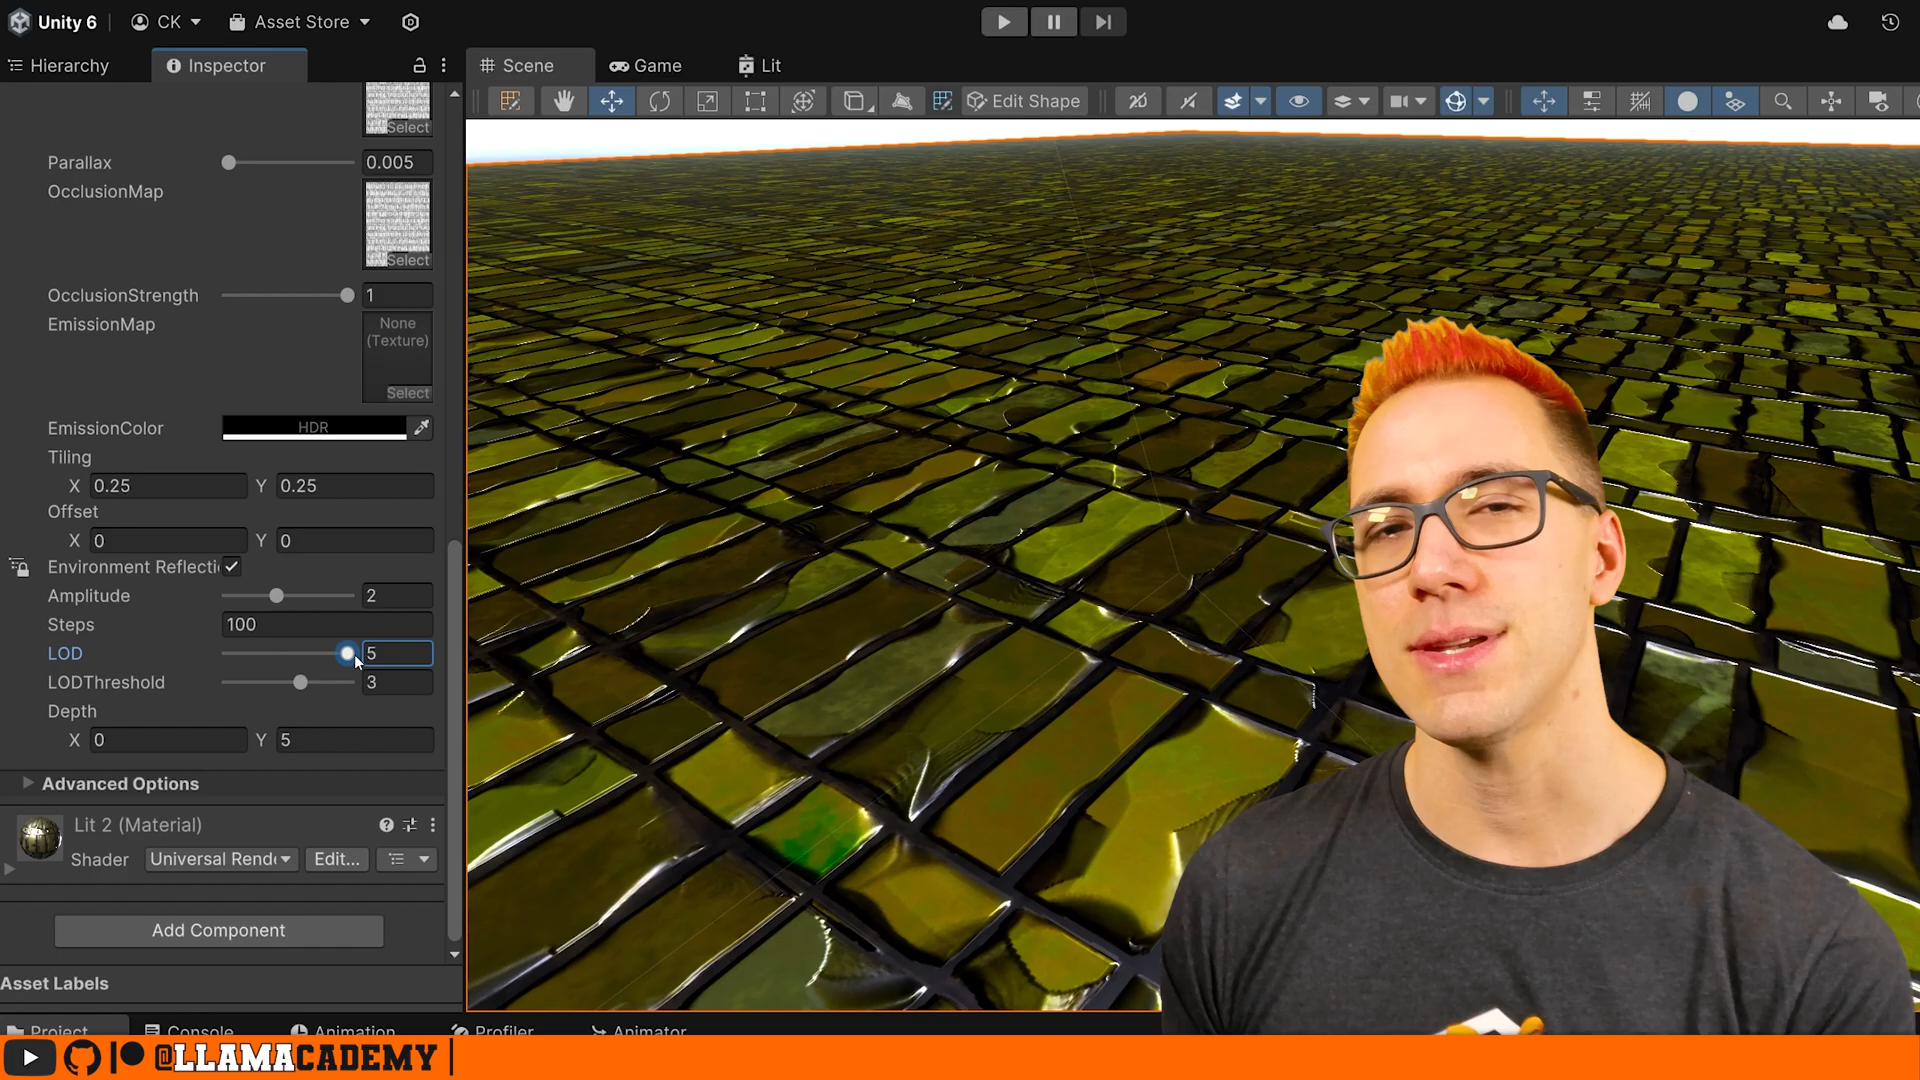 Unity 6
CK
Asset Store
Hierarchy
Inspector
Scene
Game
Lit
Edit Shape
2D
Select
Parallax
0.005
OcclusionMap
Select
OcclusionStrength
1
EmissionMap
None
(Texture)
Select
EmissionColor
HDR
Tiling
X 0.25 Y 0.25
Offset
X 0 Y 0
Environment Reflecti
Amplitude
2
Steps
100
LOD
5
LODThreshold
3
Depth
X 0 Y 5
Advanced Options
Lit 2 (Material)
Shader
Universal Rend
Edit...
Add Component
Asset Labels
Project
Console
Animation
Profiler
Animator
@LLAMACADEMY